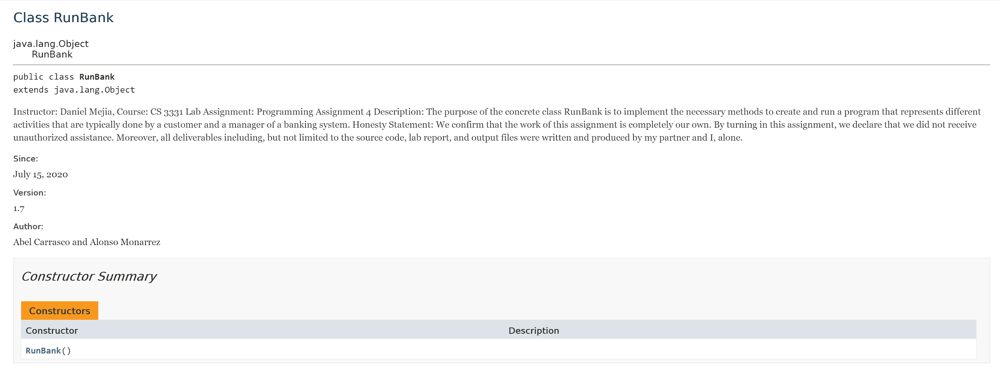 Class RunBank
java.lang.Object
RunBank
public class RunBank
extends java.lang.Object
Instructor: Daniel Mejia, Course: CS 3331 Lab Assignment: Programming Assignment 4 Description: The purpose of the concrete class RunBank is to implement the necessary methods to create and run a program that represents different
activities that are typically done by a customer and a manager of a banking system. Honesty Statement: We confirm that the work of this assignment is completely our own. By turning in this assignment, we declare that we did not receive
unauthorized assistance. Moreover, all deliverables including, but not limited to the source code, lab report, and output files were written and produced by my partner and I, alone.
Since:
July 15, 2020
Version:
1.7
Author:
Abel Carrasco and Alonso Monarrez
Constructor Summary
Constructors
Constructor Description
RunBank()